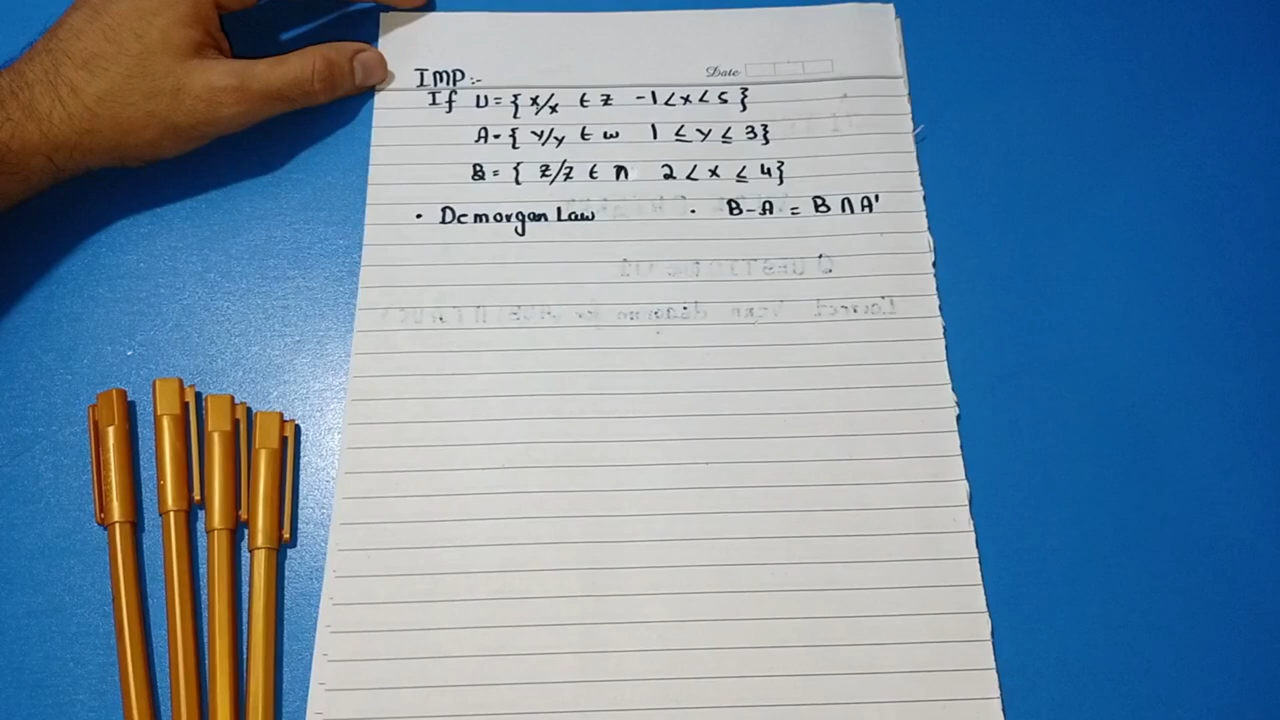 Date
IMP:-
If U = { x/x ∈ z -1 < x < 5 }
A = { y/y ∈ w 1 ≤ y ≤ 3 }
B = { z/z ∈ n 2 < x ≤ 4 }
• Demorgan Law • B-A = B ∩ A'